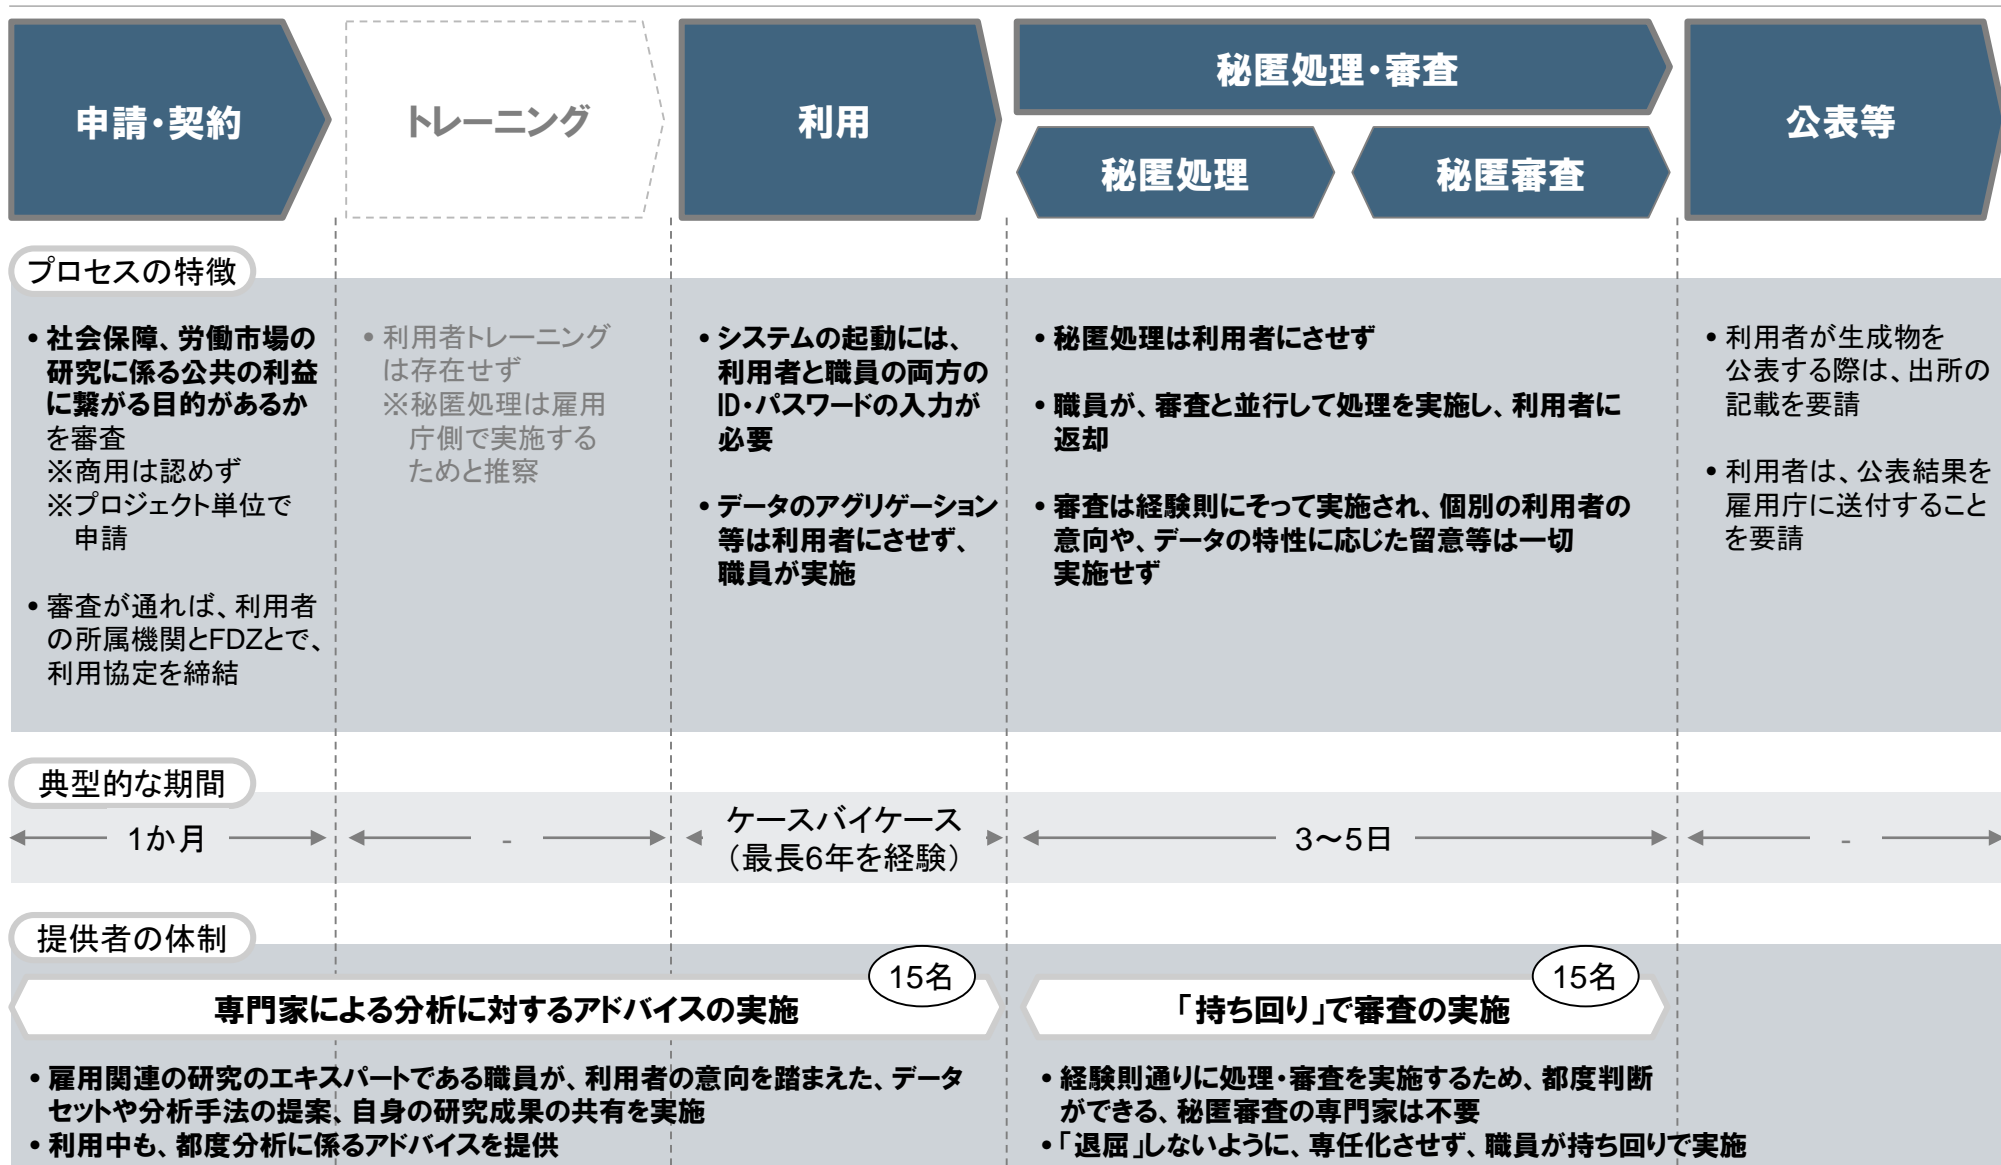 申請・契約
トレーニング
利用
秘匿処理・審査
秘匿処理
秘匿審査
公表等
プロセスの特徴
• 社会保障、労働市場の
研究に係る公共の利益
に繋がる目的があるか
を審査
※商用は認めず
※プロジェクト単位で
申請
• 審査が通れば、利用者
の所属機関とFDZとで、
利用協定を締結
• 利用者トレーニング
は存在せず
※秘匿処理は雇用
庁側で実施する
ためと推察
• システムの起動には、
利用者と職員の両方の
ID・パスワードの入力が
必要
• データのアグリゲーション
等は利用者にさせず、
職員が実施
• 秘匿処理は利用者にさせず
• 職員が、審査と並行して処理を実施し、利用者に
返却
• 審査は経験則にそって実施され、個別の利用者の
意向や、データの特性に応じた留意等は一切
実施せず
• 利用者が生成物を
公表する際は、出所の
記載を要請
• 利用者は、公表結果を
雇用庁に送付すること
を要請
典型的な期間
1か月
-
ケースバイケース
（最長6年を経験）
3～5日
-
提供者の体制
15名
専門家による分析に対するアドバイスの実施
• 雇用関連の研究のエキスパートである職員が、利用者の意向を踏まえた、データ
セットや分析手法の提案、自身の研究成果の共有を実施
• 利用中も、都度分析に係るアドバイスを提供
15名
「持ち回り」で審査の実施
• 経験則通りに処理・審査を実施するため、都度判断
ができる、秘匿審査の専門家は不要
• 「退屈」しないように、専任化させず、職員が持ち回りで実施